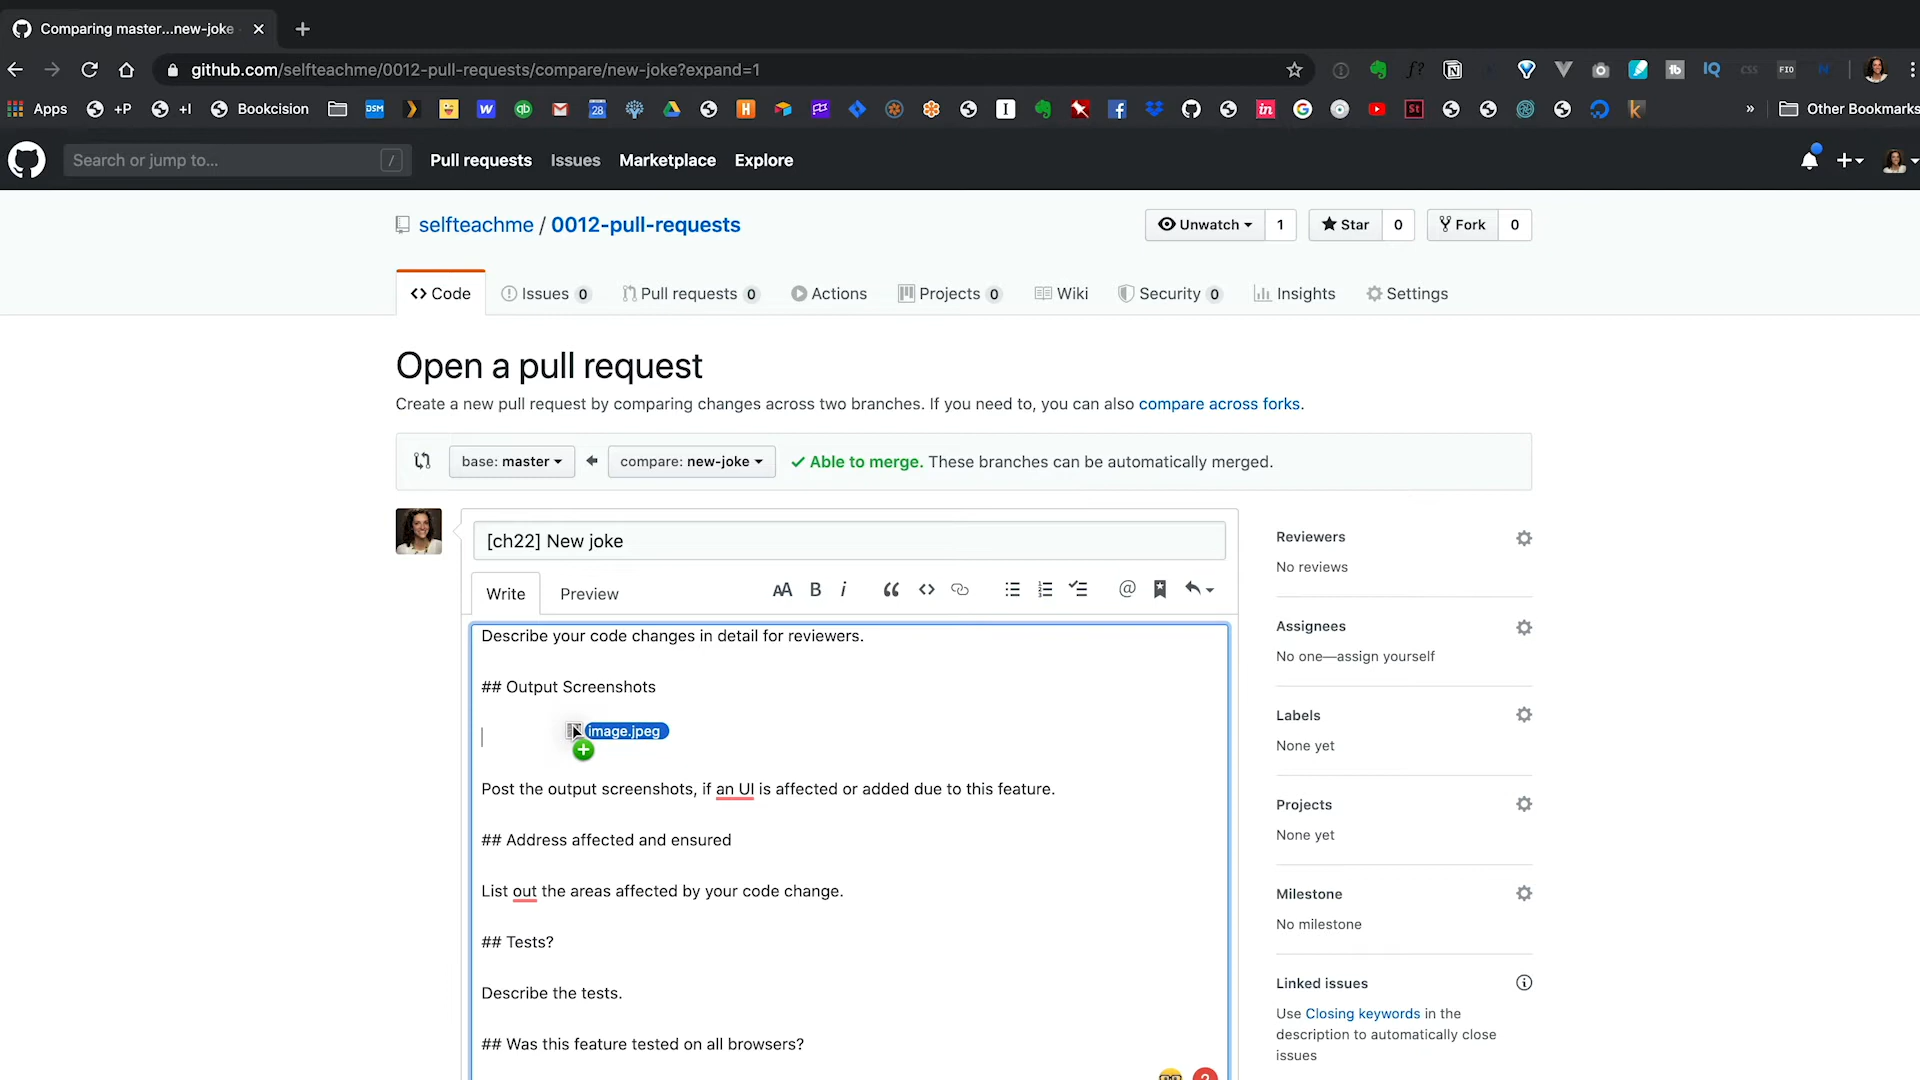 Comparing master...new-joke
github.com/selfteachme/0012-pull-requests/compare/new-joke?expand=1
Apps +P +I Bookcision Other Bookmarks
Search or jump to... / Pull requests Issues Marketplace Explore
selfteachme / 0012-pull-requests Unwatch 1 Star 0 Fork 0
Code Issues 0 Pull requests 0 Actions Projects 0 Wiki Security 0 Insights Settings
Open a pull request
Create a new pull request by comparing changes across two branches. If you need to, you can also compare across forks.
base: master compare: new-joke Able to merge. These branches can be automatically merged.
[ch22] New joke
Write Preview
Describe your code changes in detail for reviewers.
## Output Screenshots
image.jpeg
Post the output screenshots, if an UI is affected or added due to this feature.
## Address affected and ensured
List out the areas affected by your code change.
## Tests?
Describe the tests.
## Was this feature tested on all browsers?
Reviewers
No reviews
Assignees
No one—assign yourself
Labels
None yet
Projects
None yet
Milestone
No milestone
Linked issues
Use Closing keywords in the
description to automatically close
issues